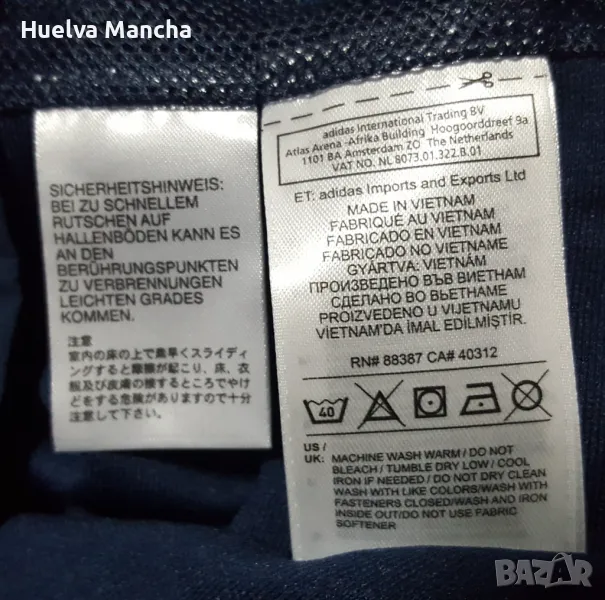 Huelva Mancha
SICHERHEITSHINWEIS:
BEI ZU SCHNELLEM
RUTSCHEN AUF
HALLENBÖDEN KANN ES
AN DEN
BERÜHRUNGSPUNKTEN
ZU VERBRENNUNGEN
LEICHTEN GRADES
KOMMEN.
注意
室内の床の上で素早くスライディ
ングすると摩擦が起こり、床、衣
服及び皮膚の接するところでやけ
どをする危険がありますので十分
注意して下さい。
adidas International Trading BV
Atlas Arena -Afrika Building Hoogoorddreef 9a
1101 BA Amsterdam ZO The Netherlands
VAT NO. NL 8073.01.322.B.01
ET: adidas Imports and Exports Ltd
MADE IN VIETNAM
FABRIQUÉ AU VIETNAM
FABRICADO EN VIETNAM
FABRICADO NO VIETNAME
GYÁRTVA: VIETNÁM
ПРОИЗВЕДЕНО ВЪВ ВИЕТНАМ
СДЕЛАНО ВО ВЬЕТНАМЕ
PROIZVEDENO U VIJETNAMU
VİETNAM'DA İMAL EDİLMİŞTİR.
RN# 88387 CA# 40312
40
US /
UK: MACHINE WASH WARM / DO NOT
BLEACH / TUMBLE DRY LOW / COOL
IRON IF NEEDED / DO NOT DRY CLEAN
WASH WITH LIKE COLORS/WASH WITH
FASTENERS CLOSED/WASH AND IRON
INSIDE OUT/DO NOT USE FABRIC
SOFTENER
BAZAR